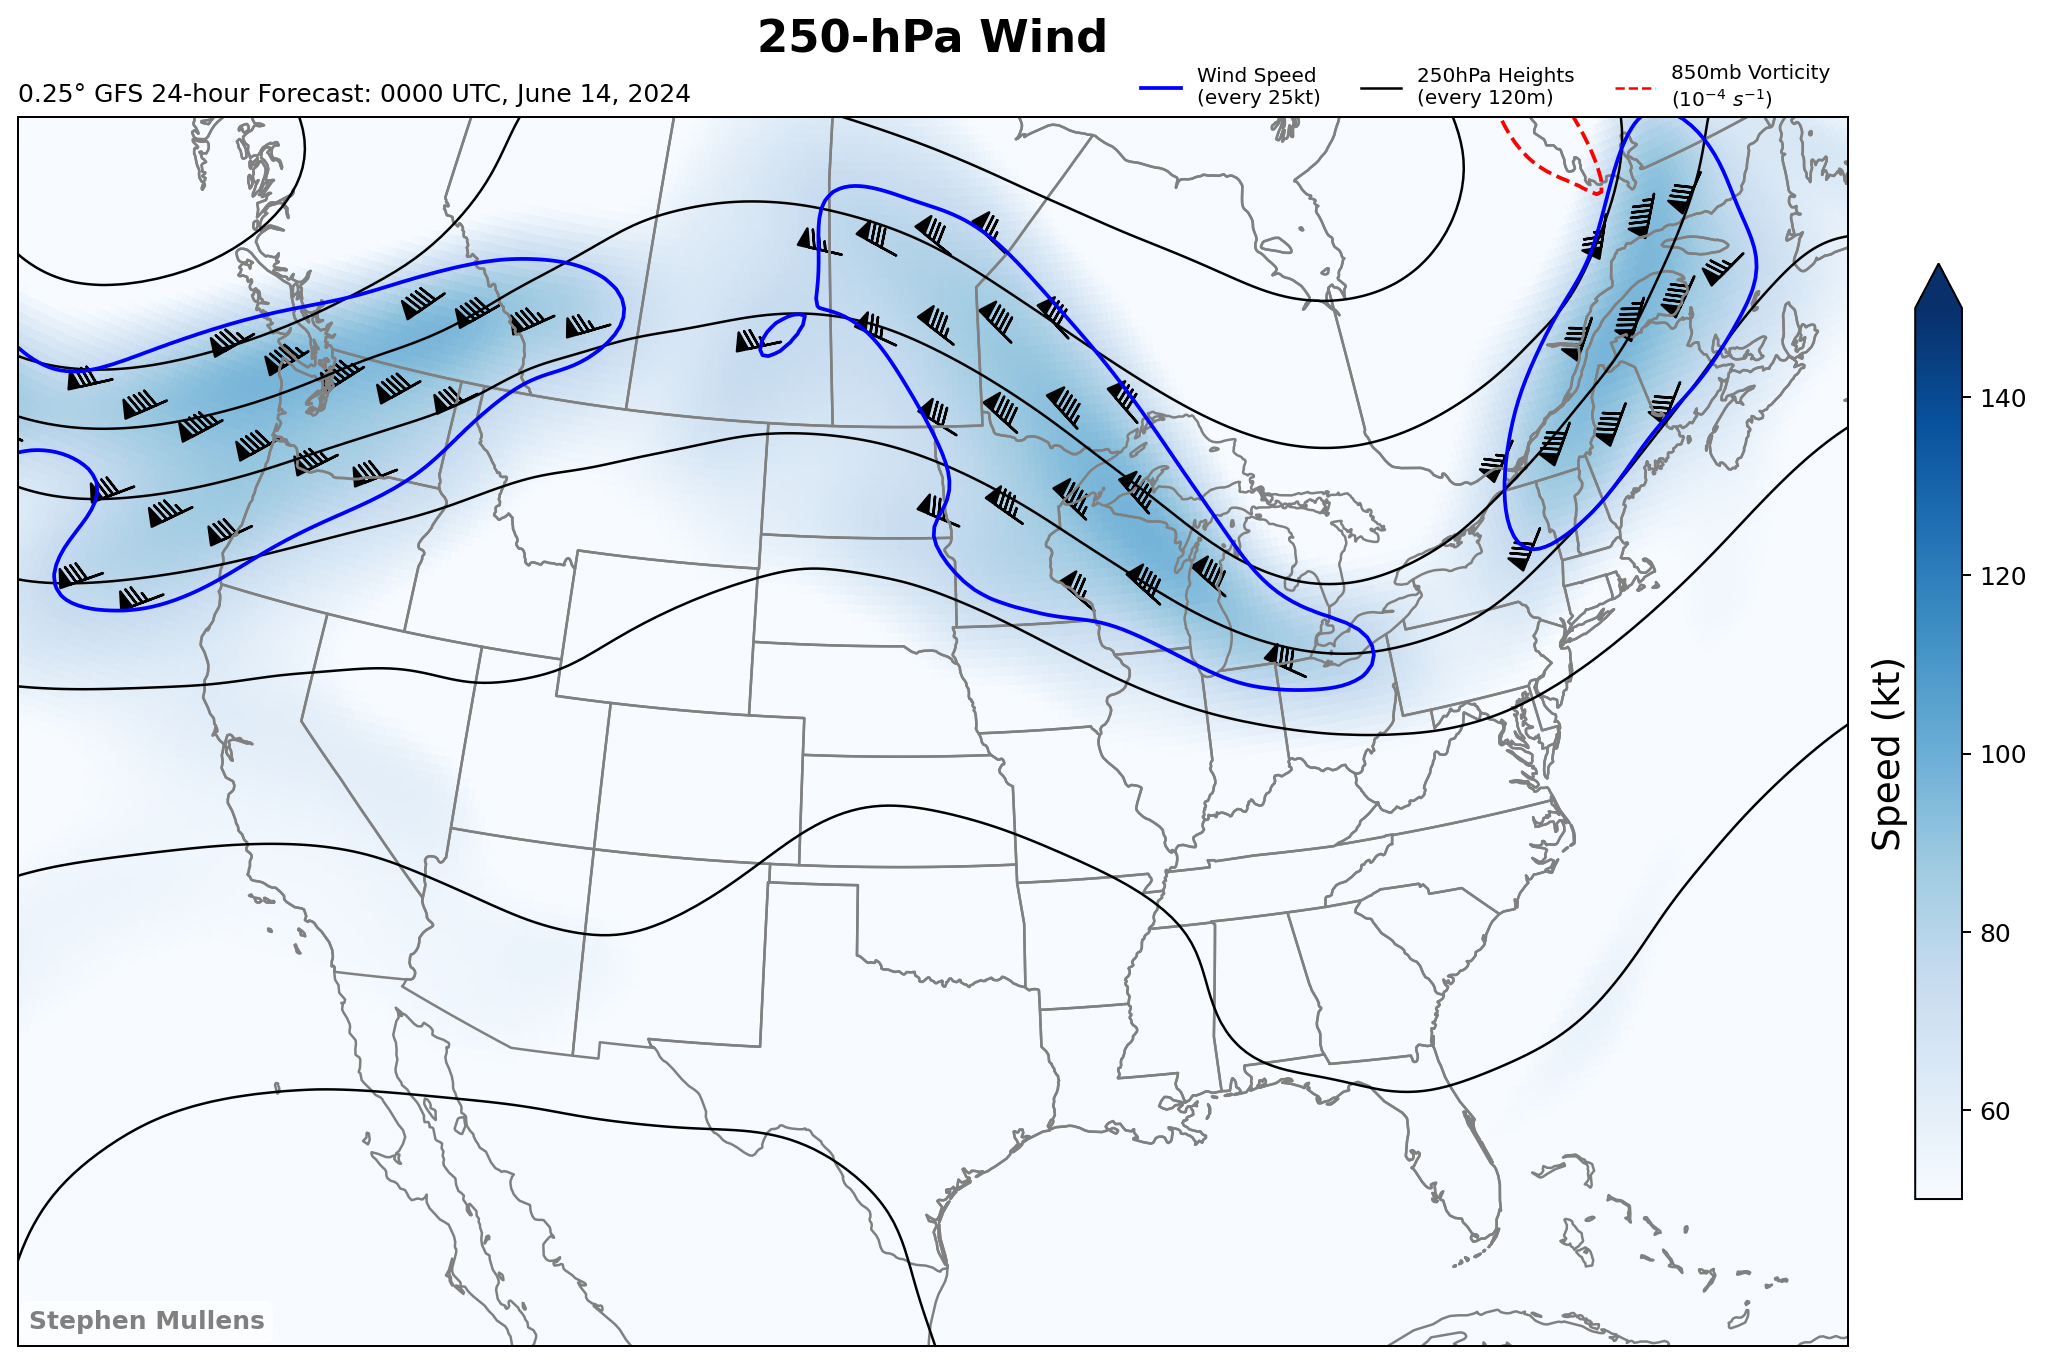 250-hPa Wind
0.25° GFS 24-hour Forecast: 0000 UTC, June 14, 2024
Wind Speed
(every 25kt)
250hPa Heights
(every 120m)
850mb Vorticity
(10⁻⁴ s⁻¹)
140
120
100
80
60
Speed (kt)
Stephen Mullens